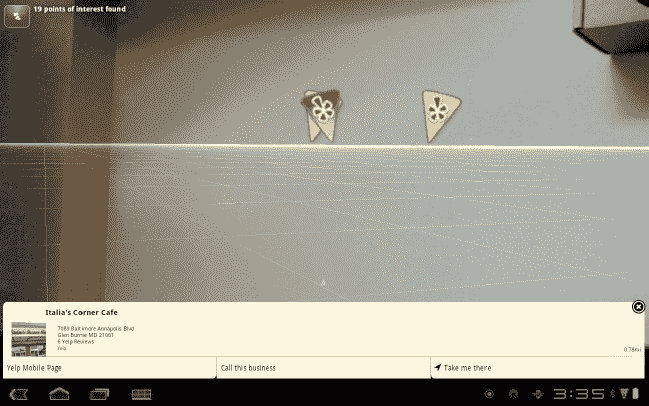 19 points of interest found
Italia's Corner Cafe
7089 Baltimore Annapolis Blvd
Glen Burnie MD 21061
6 Yelp Reviews
mix
0.78mi
Yelp Mobile Page
Call this business
Take me there
3:35